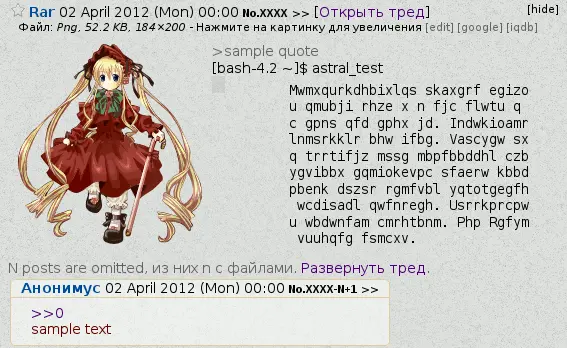 Rar 02 April 2012 (Mon) 00:00 No.XXXX >> [Открыть тред]
[hide]
Файл: Png, 52.2 KB, 184×200 - Нажмите на картинку для увеличения [edit] [google] [iqdb]
>sample quote
[bash-4.2 ~]$ astral_test
Mwmxqurkdhbixlqs skaxgrf egizo
u qmubji rhze x n fjc flwtu q
c gpns qfd gphx jd. Indwkioamr
lnmsrkklr bhw ifbg. Vascygw sx
q trrtifjz mssg mbpfbbddhl czb
ygvibbx gqmiokevpc sfaerw kbbd
pbenk dszsr rgmfvbl yqtotgegfh
wcdisadl qwfnregh. Usrrkprcpw
u wbdwnfam cmrhtbnm. Php Rgfym
vuuhqfg fsmcxv.
N posts are omitted, из них n с файлами. Развернуть тред.
Анонимус 02 April 2012 (Mon) 00:00 No.XXXX-N+1 >>
>>0
sample text